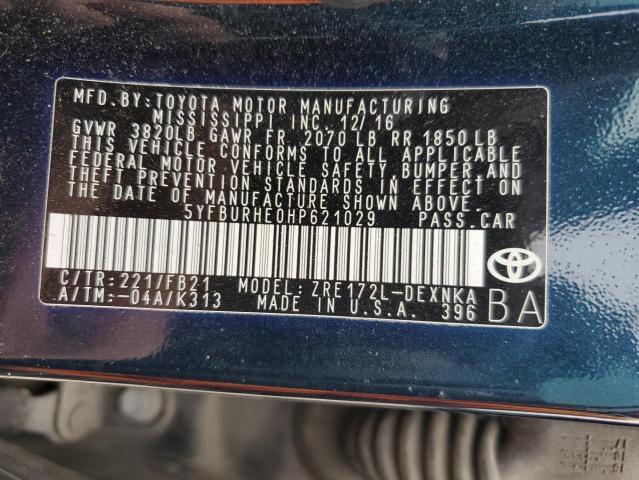 MFD. BY: TOYOTA MOTOR MANUFACTURING
MISSISSIPPI INC. 12/16
GVWR 3820LB GAWR FR. 2070 LB RR 1850 LB
THIS VEHICLE CONFORMS TO ALL APPLICABLE
FEDERAL MOTOR VEHICLE SAFETY, BUMPER, AND
THEFT PREVENTION STANDARDS IN EFFECT ON
THE DATE OF MANUFACTURE SHOWN ABOVE.
5YFBURHE0HP621029 PASS.CAR
C/TR: 221/FB21 MODEL: ZRE172L-DEXNKA
A/TM: -04A/K313 MADE IN U.S.A. 396
BA